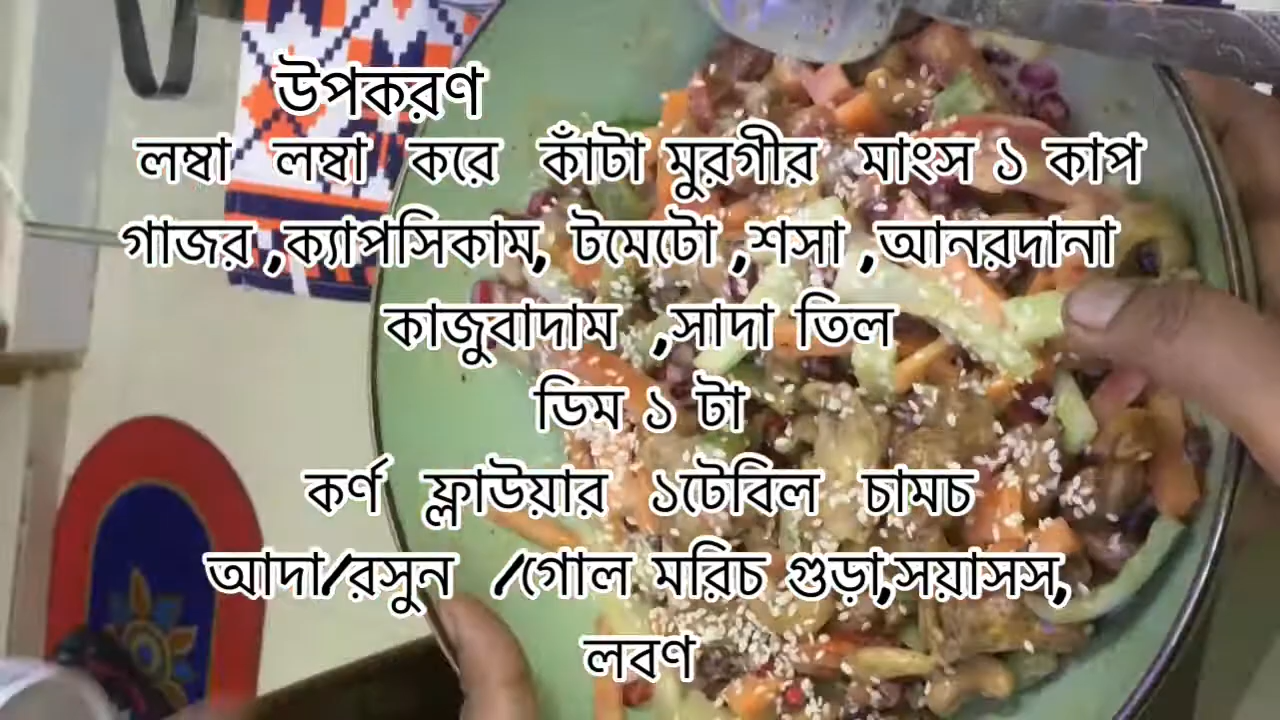 উপকরণ
লম্বা লম্বা করে কাঁটা মুরগীর মাংস ১ কাপ
গাজর ,ক্যাপসিকাম, টমেটো ,শসা ,আনরদানা
কাজুবাদাম ,সাদা তিল
ডিম ১ টা
কর্ণ ফ্লাউয়ার ১টেবিল চামচ
আদা/রসুন /গোল মরিচ গুড়া,সয়াসস,
লবণ